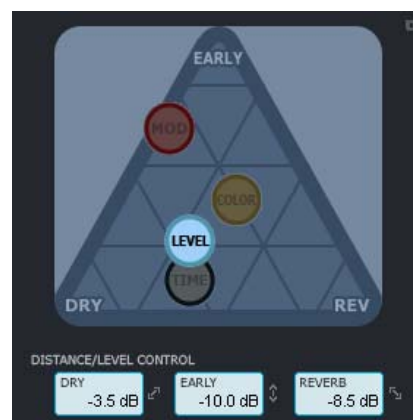 EARLY
MOD
COLOR
LEVEL
TIME
DRY REV
DISTANCE/LEVEL CONTROL
DRY EARLY REVERB
-3.5 dB -10.0 dB -8.5 dB